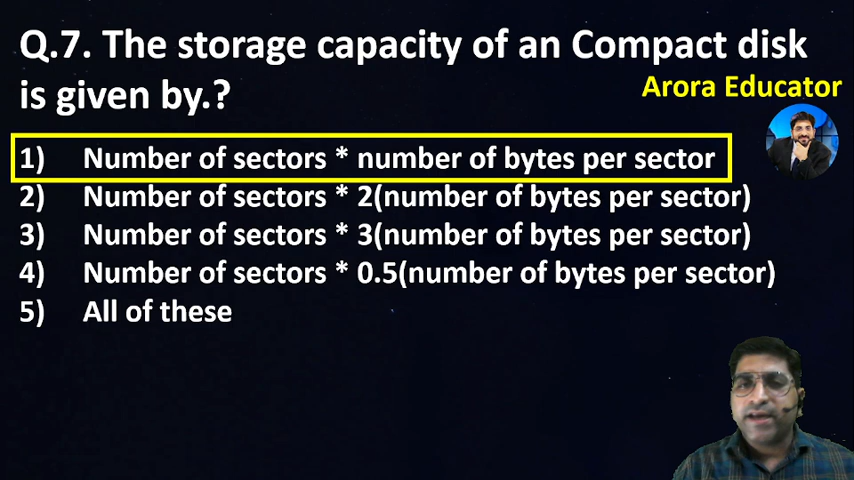 Q.7. The storage capacity of an Compact disk
is given by.?
Arora Educator
1) Number of sectors * number of bytes per sector
2) Number of sectors * 2(number of bytes per sector)
3) Number of sectors * 3(number of bytes per sector)
4) Number of sectors * 0.5(number of bytes per sector)
5) All of these